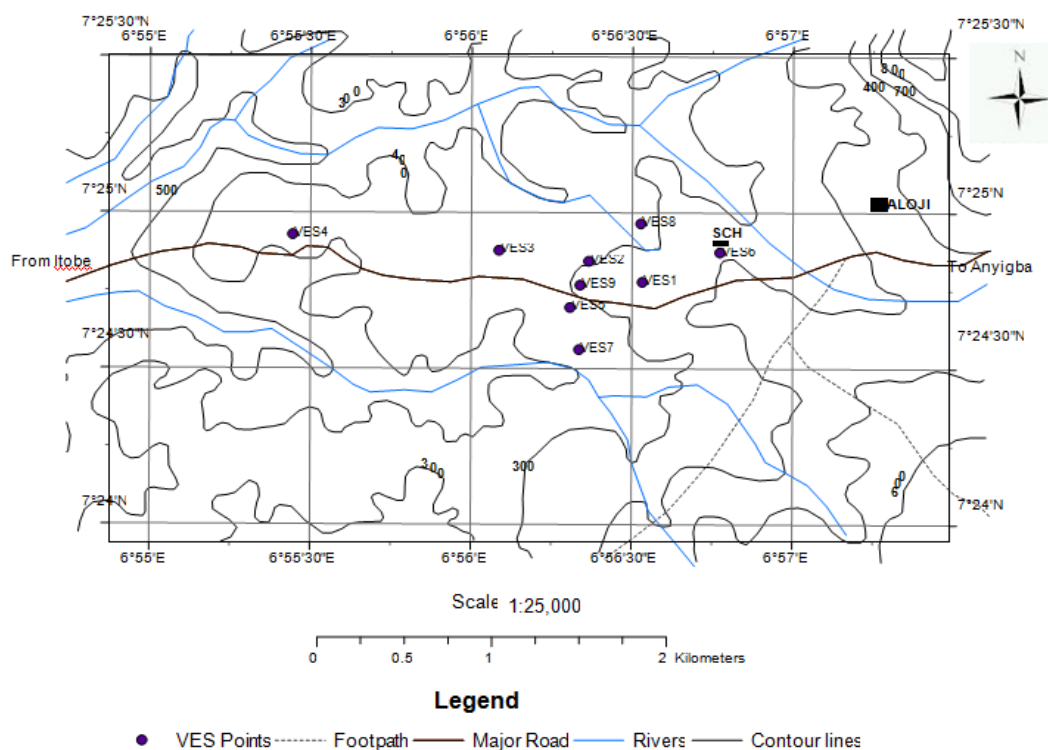 7°25'30"N 7°25'30"N
6°55'E 6°55'30"E 6°56'E 6°56'30"E 6°57'E
N
300
800
400 700
400
500
7°25'N 7°25'N
ALOJI
VES8
VES4 SCH
VES3 VES6
From Itobe VES2 To Anyigba
VES9 VES1
VES5
7°24'30"N 7°24'30"N
VES7
300 300
600
7°24'N 7°24'N
6°55'E 6°55'30"E 6°56'E 6°56'30"E 6°57'E
Scale 1:25,000
0 0.5 1 2 Kilometers
Legend
VES Points Footpath Major Road Rivers Contour lines